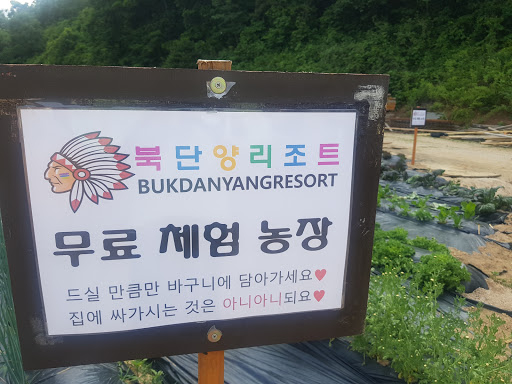 북단양리조트
BUKDANYANGRESORT
무료 체험 농장
드실 만큼만 바구니에 담아가세요♥
집에 싸가시는 것은 아니아니되요♥